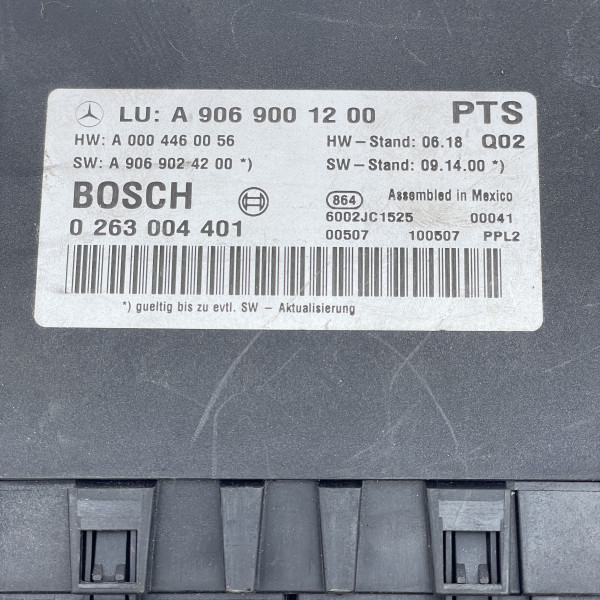 LU: A 906 900 12 00 PTS
HW: A 000 446 00 56 HW-Stand: 06.18 Q02
SW: A 906 902 42 00 *) SW-Stand: 09.14.00 *)
BOSCH 864 Assembled in Mexico
6002JC1525 00041
0 263 004 401 00507 100507 PPL2
*) gueltig bis zu evtl. SW - Aktualisierung